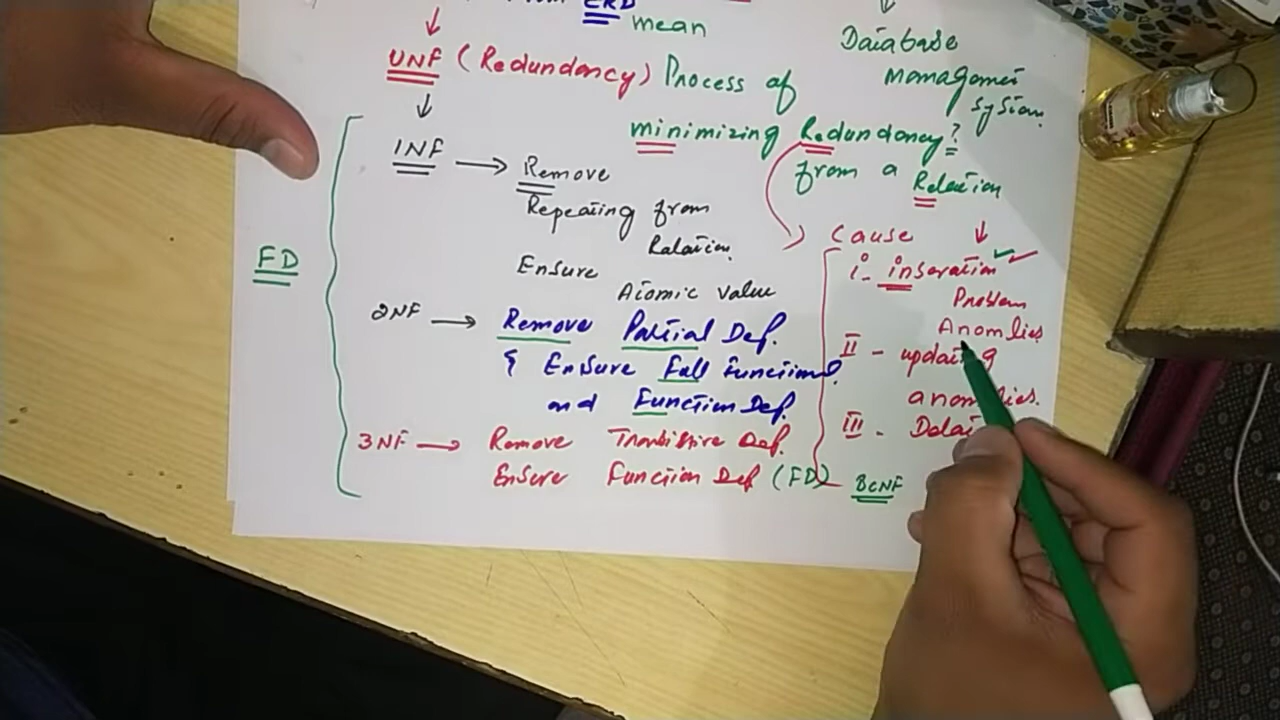 ERD
mean
UNF (Redundancy) Process of
minimizing Redundancy?
from a Relation
Database
management
system.
1NF → Remove
Repeating from
Relation.
Ensure
Atomic value
2NF → Remove Partial Def.
& Ensure Full Functional
and Function Def.
3NF → Remove Transitive Def.
Ensure Function Def (FD)
FD
Cause
i- inseration
Problem
Anomlies
II - updating
anomlies.
III -
BCNF